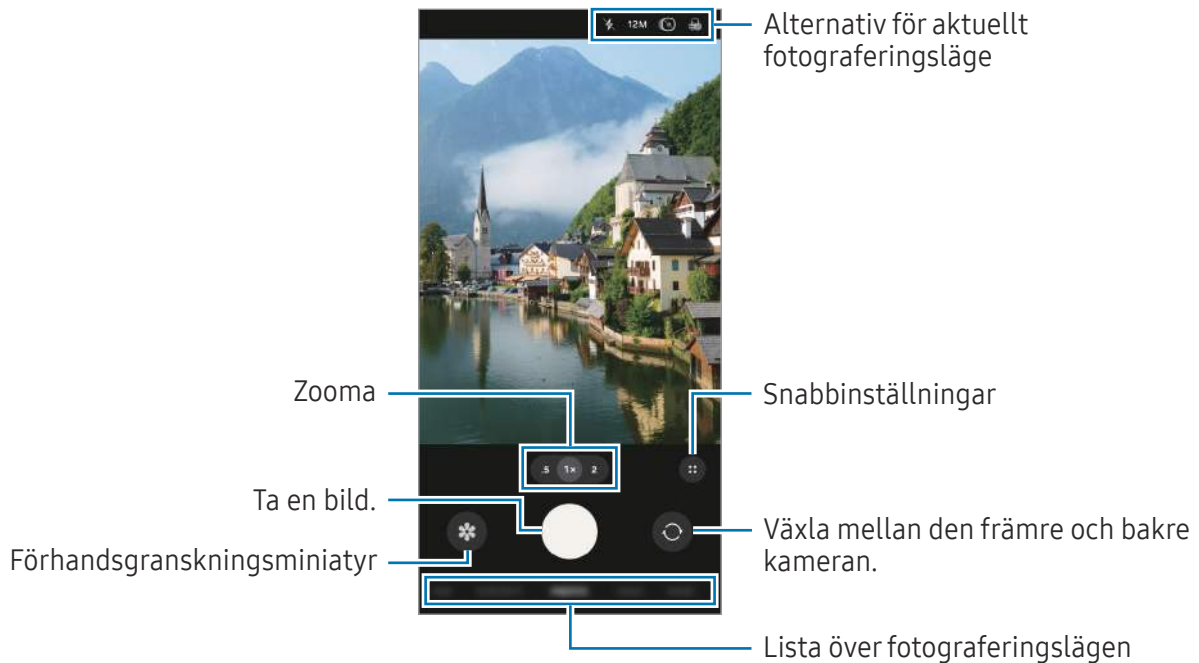 12M
Alternativ för aktuellt
fotograferingsläge
Zooma
Snabbinställningar
.5 1× 2
Ta en bild.
Växla mellan den främre och bakre
kameran.
Förhandsgranskningsminiatyr
Lista över fotograferingslägen